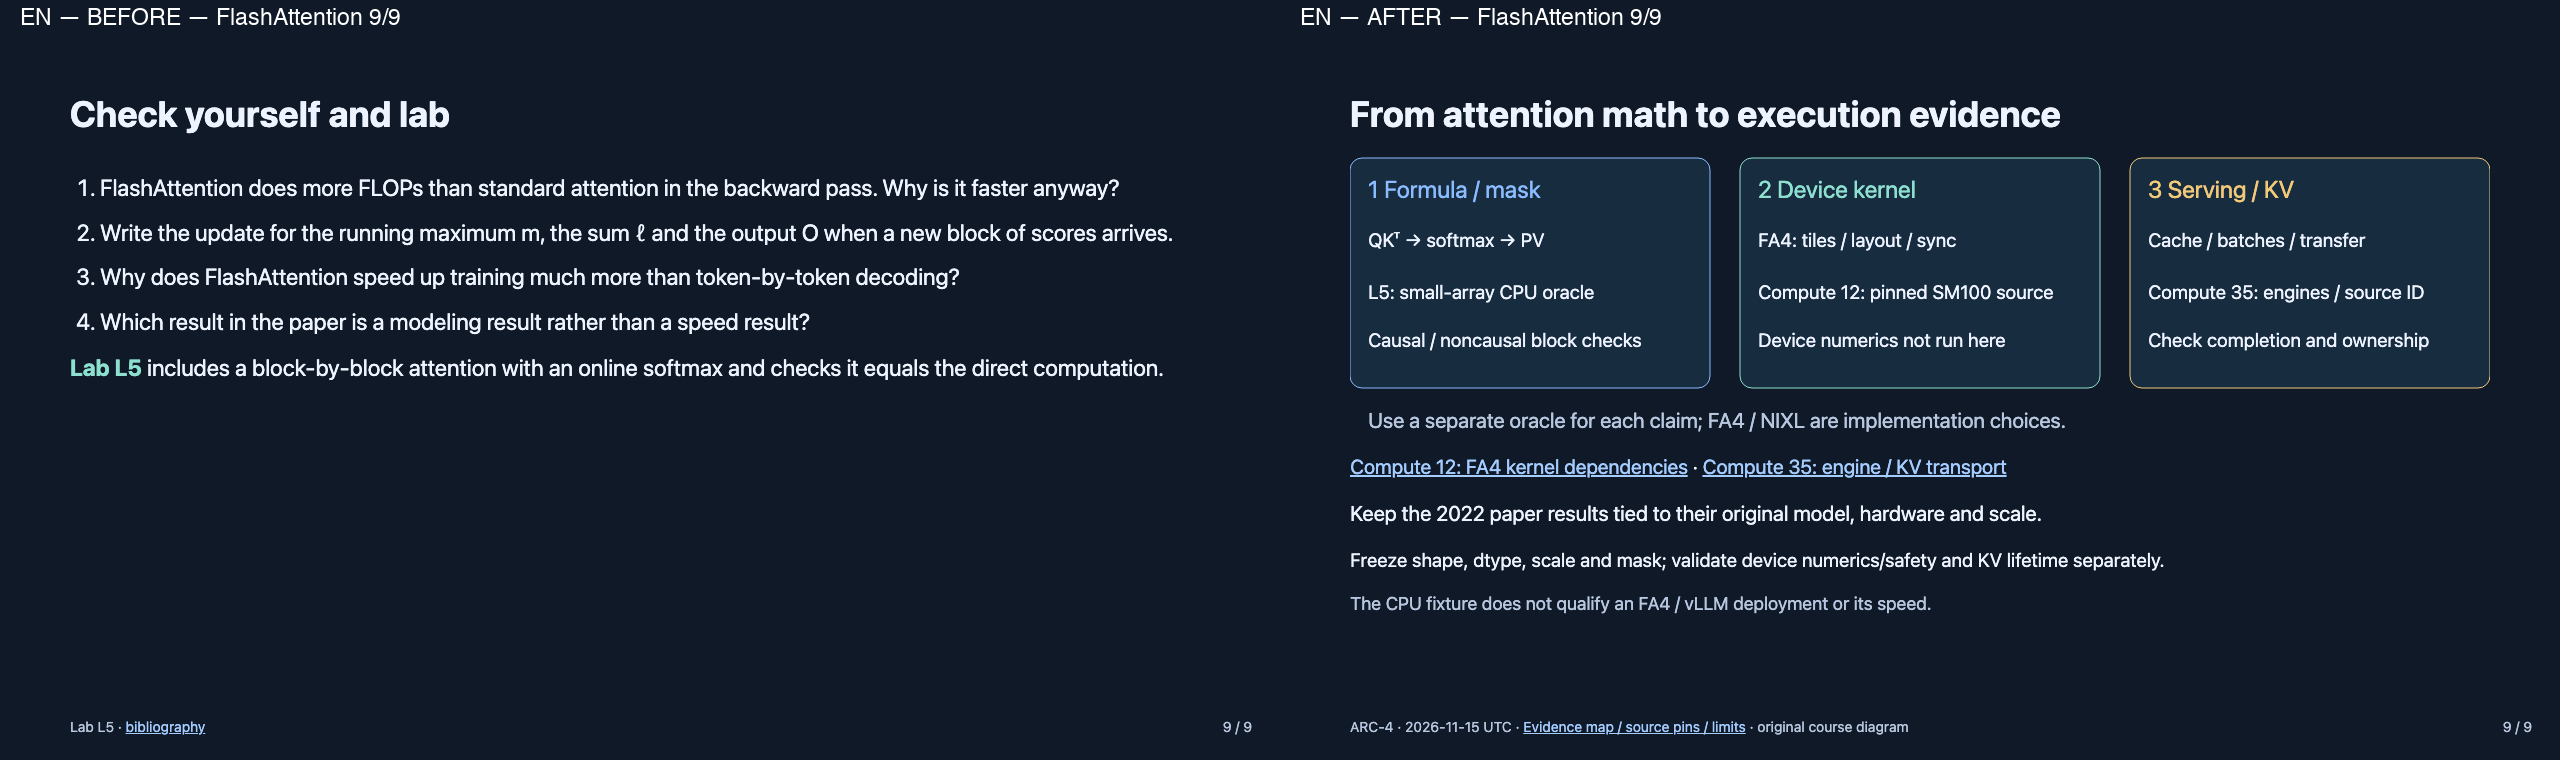 EN — BEFORE — FlashAttention 9/9
Check yourself and lab
1. FlashAttention does more FLOPs than standard attention in the backward pass. Why is it faster anyway?
2. Write the update for the running maximum m, the sum ℓ and the output O when a new block of scores arrives.
3. Why does FlashAttention speed up training much more than token-by-token decoding?
4. Which result in the paper is a modeling result rather than a speed result?
Lab L5 includes a block-by-block attention with an online softmax and checks it equals the direct computation.
Lab L5 · bibliography
9 / 9
EN — AFTER — FlashAttention 9/9
From attention math to execution evidence
1 Formula / mask
QKᵀ → softmax → PV
L5: small-array CPU oracle
Causal / noncausal block checks
2 Device kernel
FA4: tiles / layout / sync
Compute 12: pinned SM100 source
Device numerics not run here
3 Serving / KV
Cache / batches / transfer
Compute 35: engines / source ID
Check completion and ownership
Use a separate oracle for each claim; FA4 / NIXL are implementation choices.
Compute 12: FA4 kernel dependencies · Compute 35: engine / KV transport
Keep the 2022 paper results tied to their original model, hardware and scale.
Freeze shape, dtype, scale and mask; validate device numerics/safety and KV lifetime separately.
The CPU fixture does not qualify an FA4 / vLLM deployment or its speed.
ARC-4 · 2026-11-15 UTC · Evidence map / source pins / limits · original course diagram
9 / 9